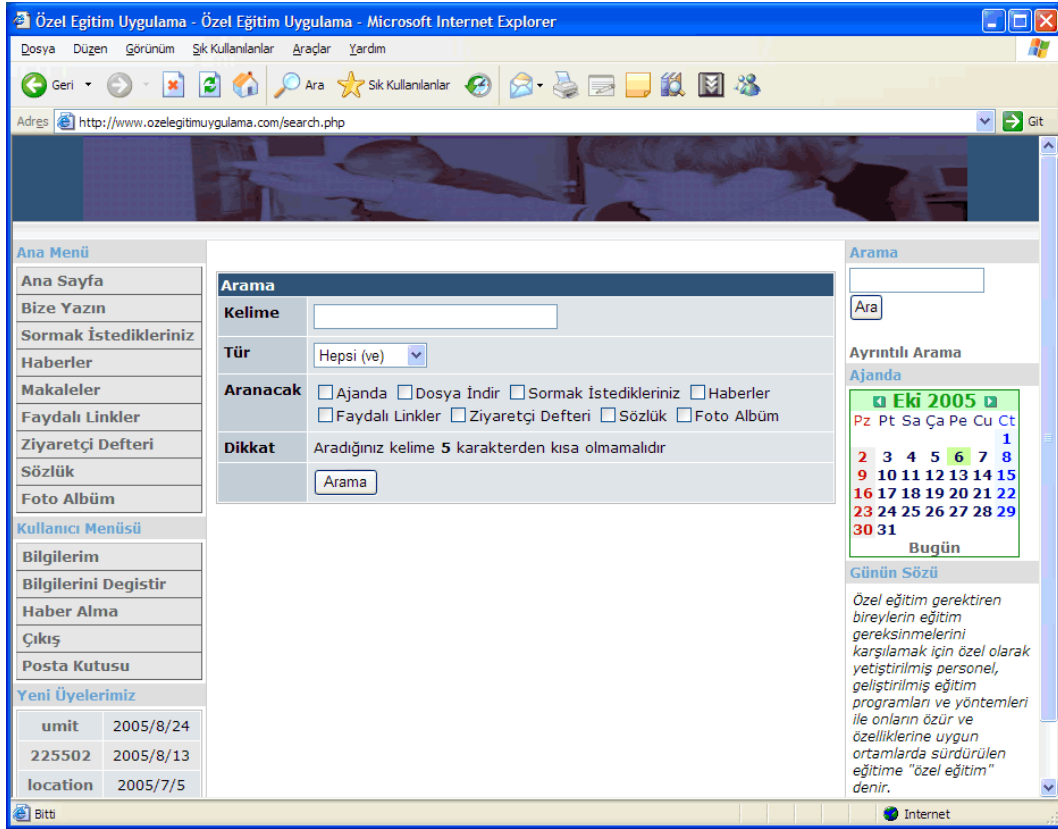 Özel Egitim Uygulama - Özel Eğitim Uygulama - Microsoft Internet Explorer
Dosya Düzen Görünüm Sık Kullanılanlar Araçlar Yardım
Geri Ara Sık Kullanılanlar
Adres http://www.ozelegitimuygulama.com/search.php Git
Ana Menü
Ana Sayfa
Bize Yazın
Sormak İstedikleriniz
Haberler
Makaleler
Faydalı Linkler
Ziyaretçi Defteri
Sözlük
Foto Albüm
Kullanıcı Menüsü
Bilgilerim
Bilgilerini Degistir
Haber Alma
Çıkış
Posta Kutusu
Yeni Üyelerimiz
umit 2005/8/24
225502 2005/8/13
location 2005/7/5
Arama
Kelime
Tür Hepsi (ve)
Aranacak Ajanda Dosya İndir Sormak İstedikleriniz Haberler
Faydalı Linkler Ziyaretçi Defteri Sözlük Foto Albüm
Dikkat Aradığınız kelime 5 karakterden kısa olmamalıdır
Arama
Arama
Ara
Ayrıntılı Arama
Ajanda
Eki 2005
Pz Pt Sa Ça Pe Cu Ct
1
2 3 4 5 6 7 8
9 10 11 12 13 14 15
16 17 18 19 20 21 22
23 24 25 26 27 28 29
30 31
Bugün
Günün Sözü
Özel eğitim gerektiren
bireylerin eğitim
gereksinmelerini
karşılamak için özel olarak
yetiştirilmiş personel,
geliştirilmiş eğitim
programları ve yöntemleri
ile onların özür ve
özelliklerine uygun
ortamlarda sürdürülen
eğitime "özel eğitim"
denir.
Bitti Internet